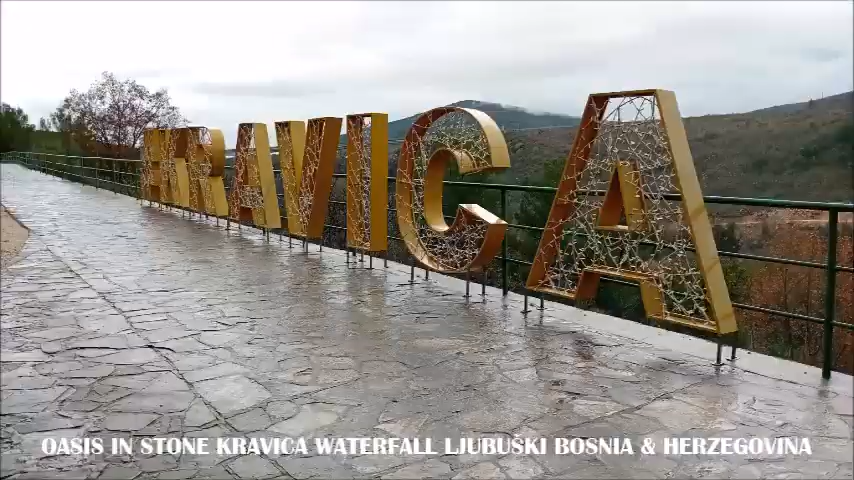 KRAVICA
OASIS IN STONE KRAVICA WATERFALL LJUBUŠKI BOSNIA & HERZEGOVINA